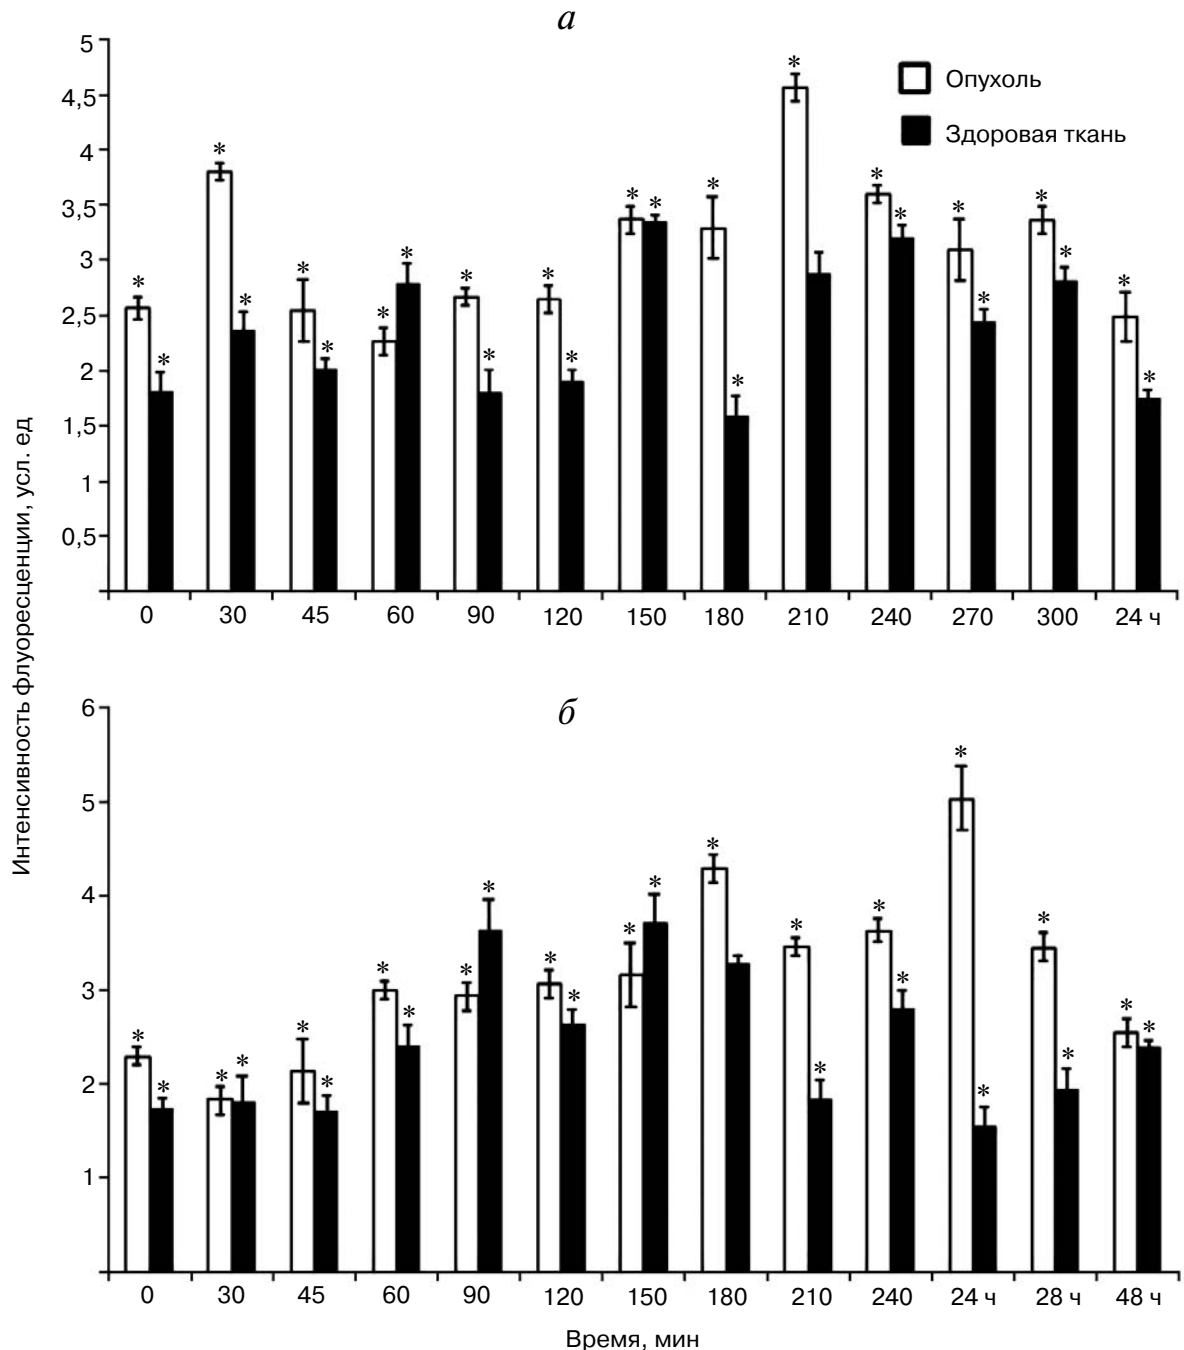 а
5
4,5
4
3,5
3
2,5
2
1,5
1
0,5
Опухоль
Здоровая ткань
* * * * * * * * * * * * * * * * * * * * * * * * *
0 30 45 60 90 120 150 180 210 240 270 300 24 ч
Интенсивность флуоресценции, усл. ед
б
6
5
4
3
2
1
* * * * * * * * * * * * * * * * * * * * * * * * *
0 30 45 60 90 120 150 180 210 240 24 ч 28 ч 48 ч
Время, мин